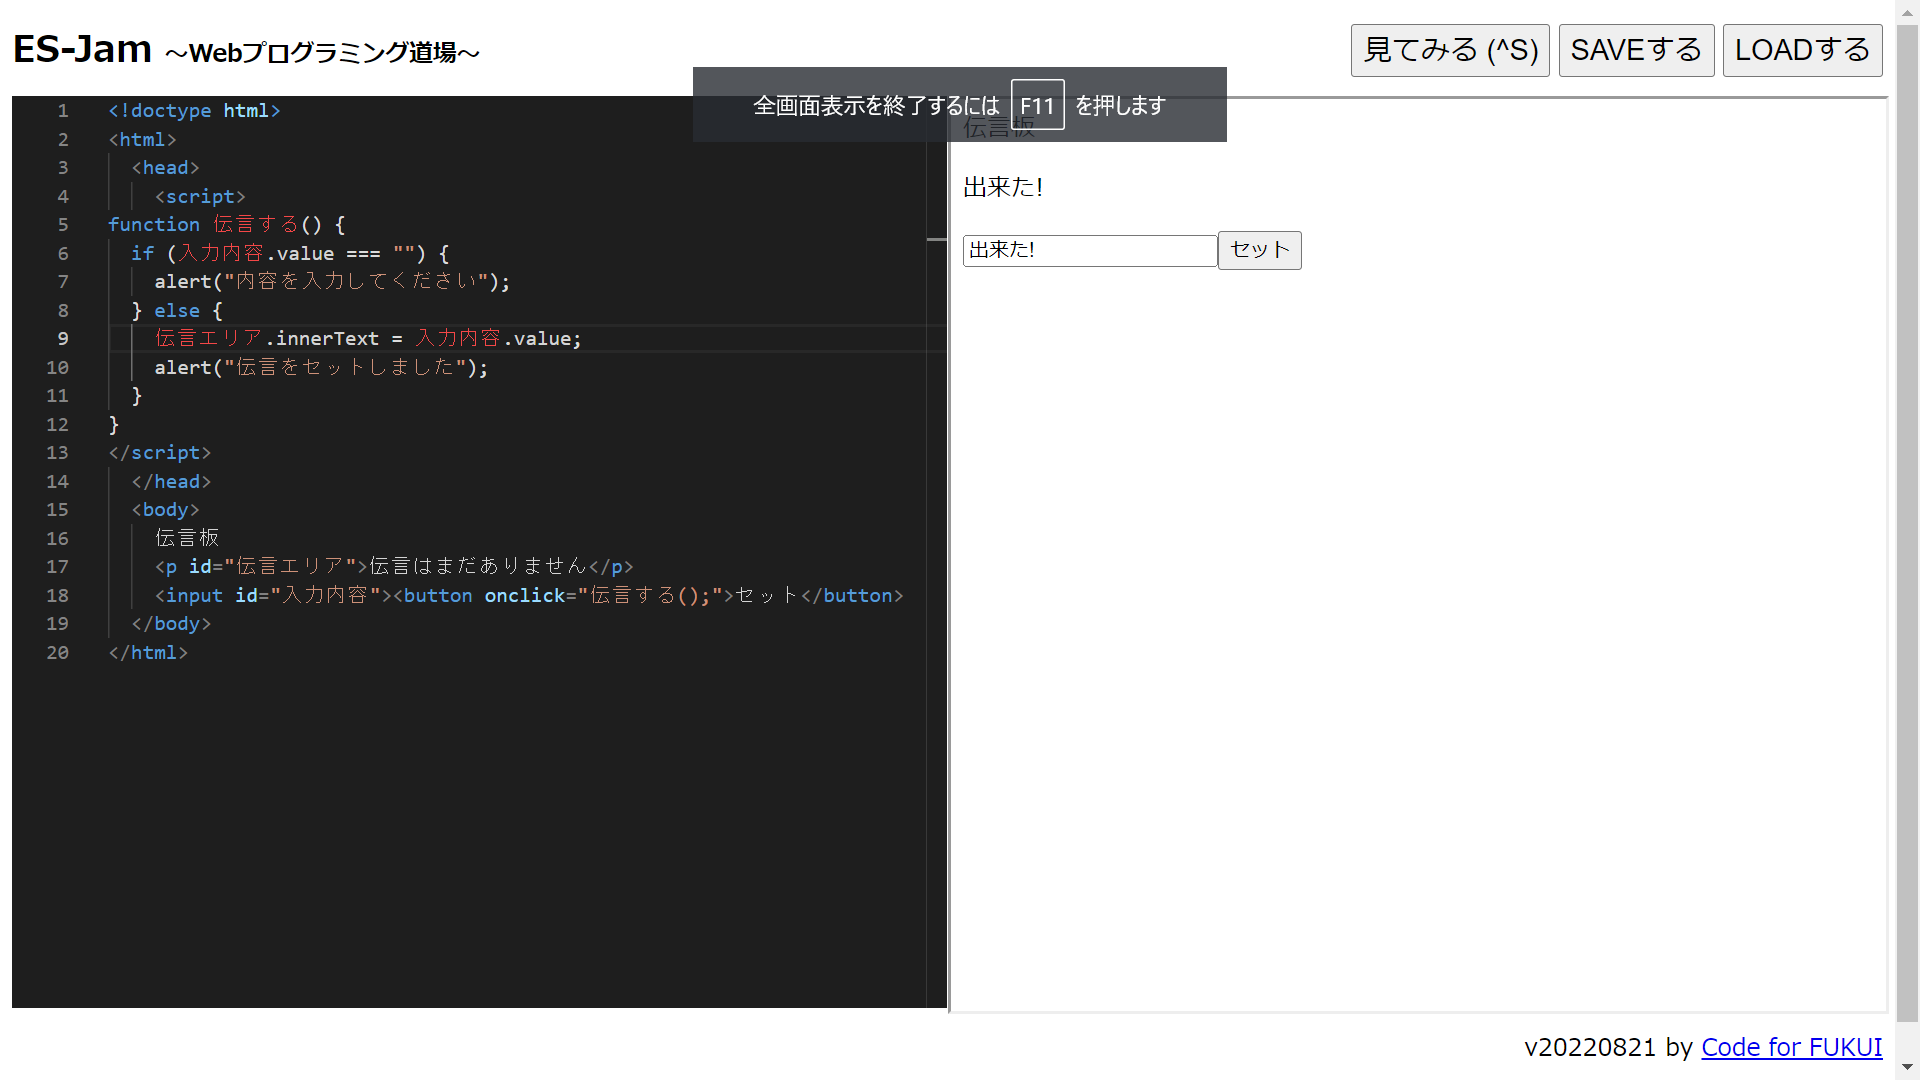 ES-Jam ～Webプログラミング道場～
見てみる (^S) SAVEする LOADする
全画面表示を終了するには F11 を押します
1 <!doctype html>
2 <html>
3 <head>
4 <script>
5 function 伝言する() {
6 if (入力内容.value === "") {
7 alert("内容を入力してください");
8 } else {
9 伝言エリア.innerText = 入力内容.value;
10 alert("伝言をセットしました");
11 }
12 }
13 </script>
14 </head>
15 <body>
16 伝言板
17 <p id="伝言エリア">伝言はまだありません</p>
18 <input id="入力内容"><button onclick="伝言する();">セット</button>
19 </body>
20 </html>
伝言板
出来た!
出来た! セット
v20220821 by Code for FUKUI